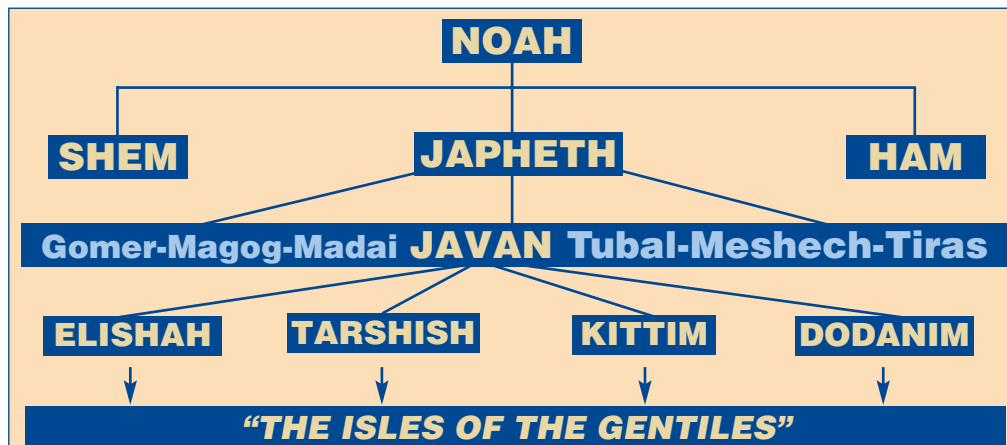 NOAH
SHEM JAPHETH HAM
Gomer-Magog-Madai JAVAN Tubal-Meshech-Tiras
ELISHAH TARSHISH KITTIM DODANIM
“THE ISLES OF THE GENTILES”